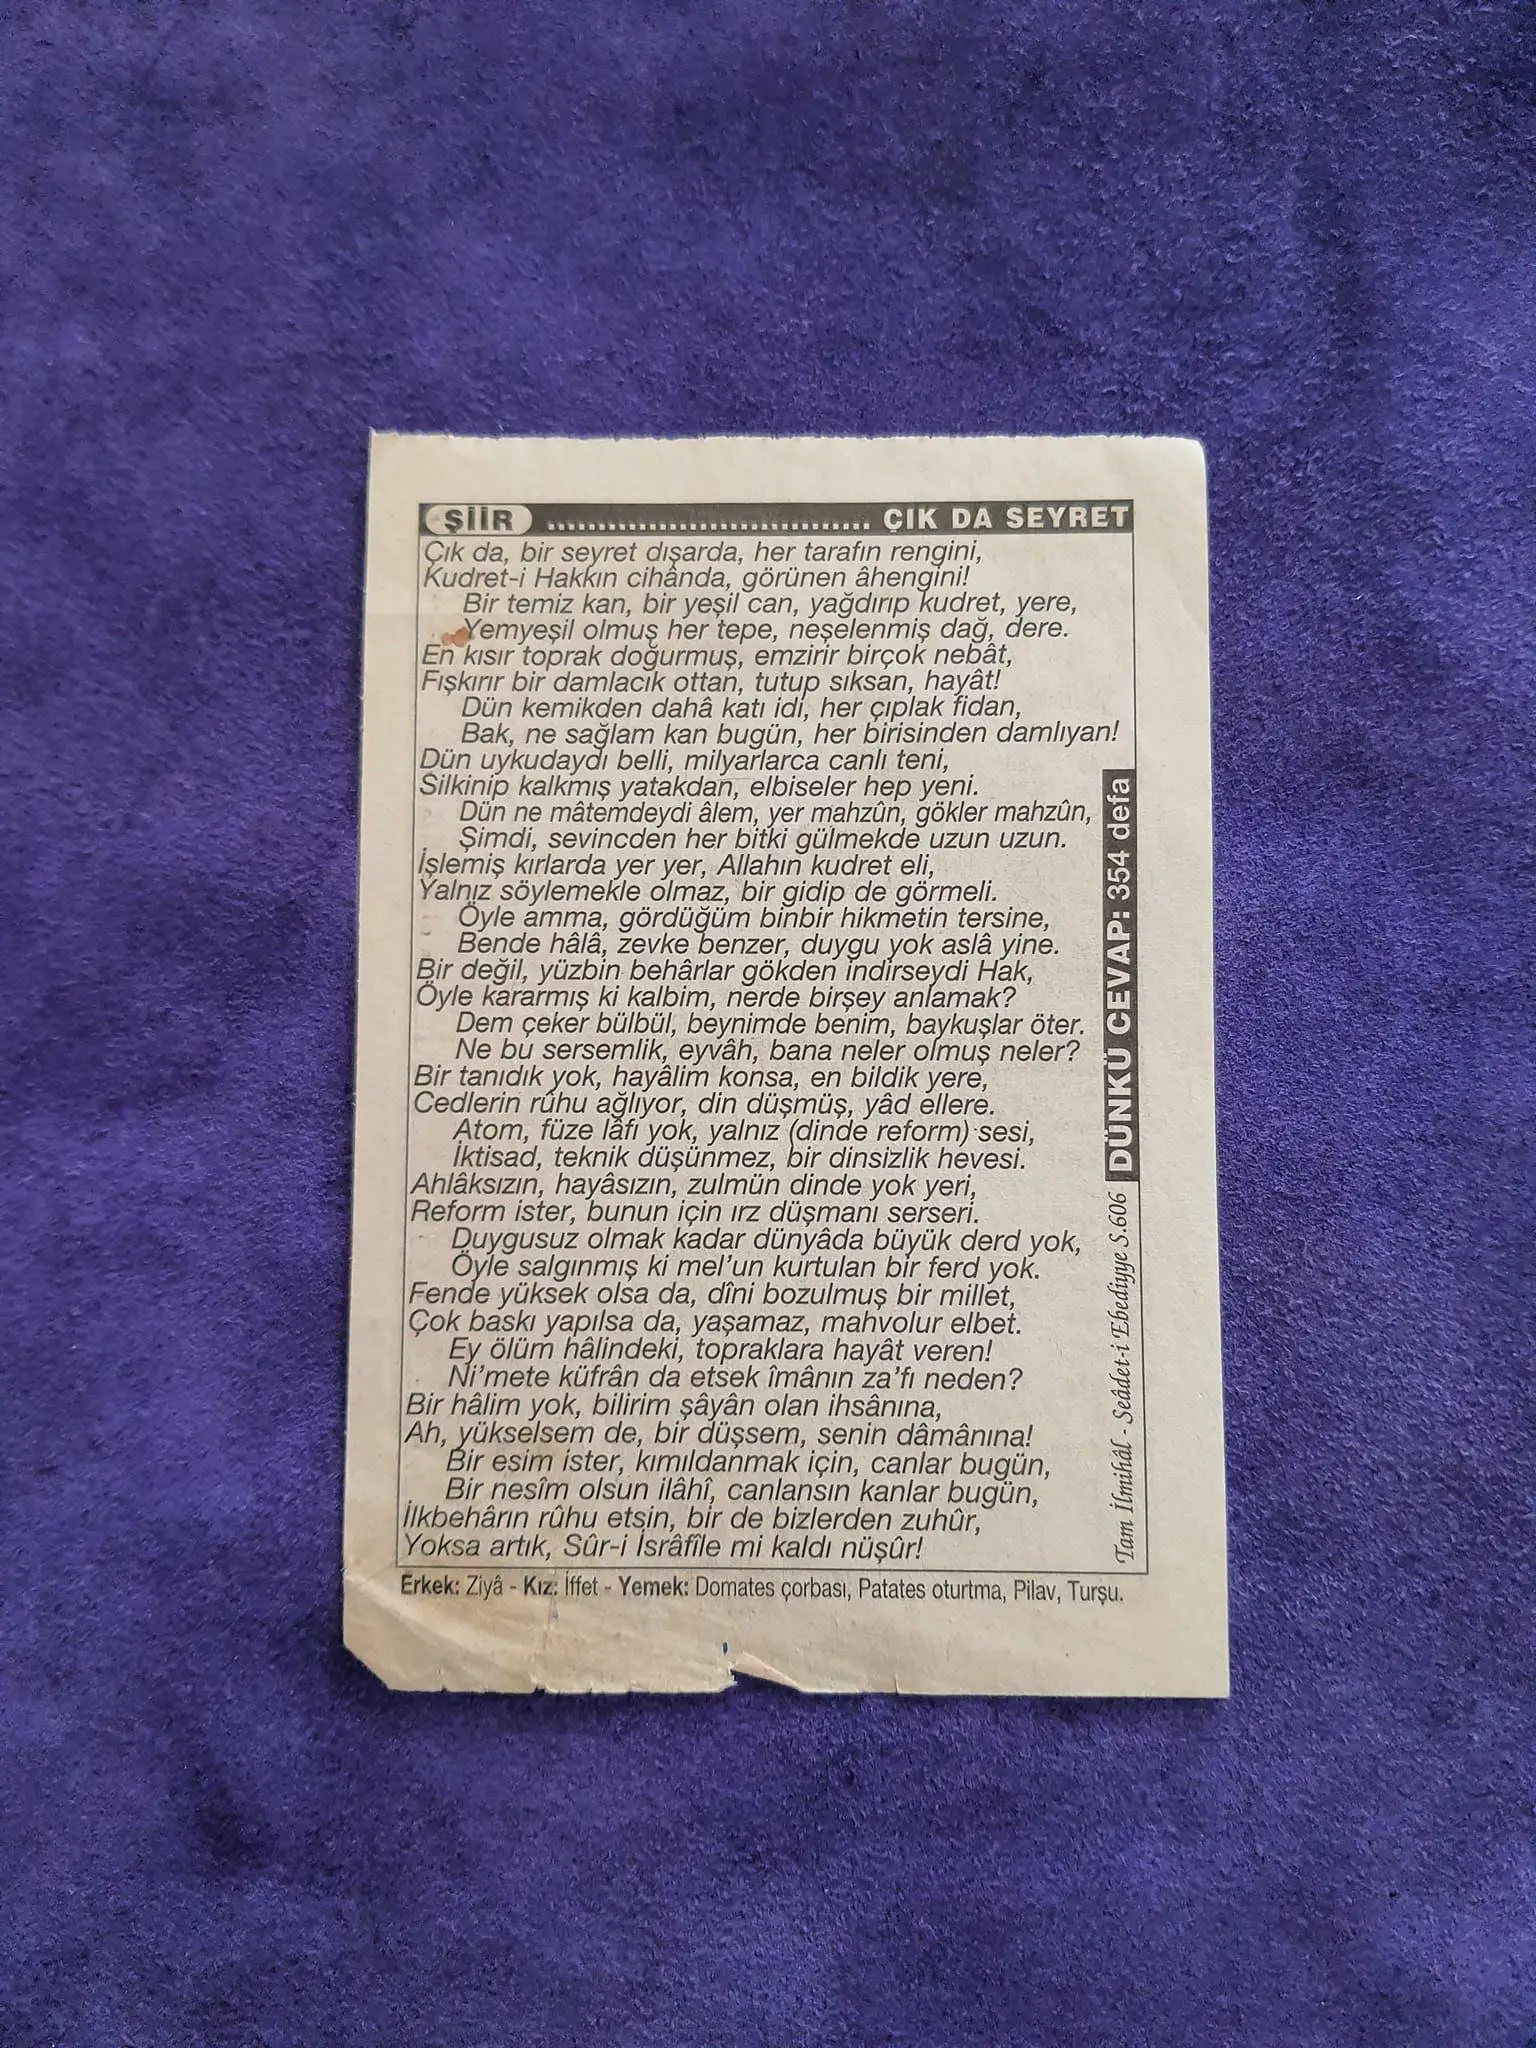 ŞİİR ................................ ÇIK DA SEYRET
Çık da, bir seyret dışarda, her tarafın rengini,
Kudret-i Hakkın cihânda, görünen âhengini!
Bir temiz kan, bir yeşil can, yağdırıp kudret, yere,
Yemyeşil olmuş her tepe, neşelenmiş dağ, dere.
En kısır toprak doğurmuş, emzirir birçok nebât,
Fışkırır bir damlacık ottan, tutup sıksan, hayât!
Dün kemikden dahâ katı idi, her çıplak fidan,
Bak, ne sağlam kan bugün, her birisinden damlıyan!
Dün uykudaydı belli, milyarlarca canlı teni,
Silkinip kalkmış yatakdan, elbiseler hep yeni.
Dün ne mâtemdeydi âlem, yer mahzûn, gökler mahzûn,
Şimdi, sevincden her bitki gülmekde uzun uzun.
İşlemiş kırlarda yer yer, Allahın kudret eli,
Yalnız söylemekle olmaz, bir gidip de görmeli.
Öyle amma, gördüğüm binbir hikmetin tersine,
Bende hâlâ, zevke benzer, duygu yok aslâ yine.
Bir değil, yüzbin behârlar gökden indirseydi Hak,
Öyle kararmış ki kalbim, nerde birşey anlamak?
Dem çeker bülbül, beynimde benim, baykuşlar öter.
Ne bu sersemlik, eyvâh, bana neler olmuş neler?
Bir tanıdık yok, hayâlim konsa, en bildik yere,
Cedlerin rûhu ağlıyor, din düşmüş, yâd ellere.
Atom, füze lâfı yok, yalnız (dinde reform) sesi,
İktisad, teknik düşünmez, bir dinsizlik hevesi.
Ahlâksızın, hayâsızın, zulmün dinde yok yeri,
Reform ister, bunun için ırz düşmanı serseri.
Duygusuz olmak kadar dünyâda büyük derd yok,
Öyle salgınmış ki mel'un kurtulan bir ferd yok.
Fende yüksek olsa da, dîni bozulmuş bir millet,
Çok baskı yapılsa da, yaşamaz, mahvolur elbet.
Ey ölüm hâlindeki, topraklara hayât veren!
Ni'mete küfrân da etsek îmânın za'fı neden?
Bir hâlim yok, bilirim şâyân olan ihsânına,
Ah, yükselsem de, bir düşsem, senin dâmânına!
Bir esim ister, kımıldanmak için, canlar bugün,
Bir nesîm olsun ilâhî, canlansın kanlar bugün,
İlkbehârın rûhu etsin, bir de bizlerden zuhûr,
Yoksa artık, Sûr-i İsrâfîle mi kaldı nüşûr!
DÜNKÜ CEVAP: 354 defa
Tam İlmihâl - Seâdet-i Ebediyye S.606
Erkek: Ziyâ - Kız: İffet - Yemek: Domates çorbası, Patates oturtma, Pilav, Turşu.